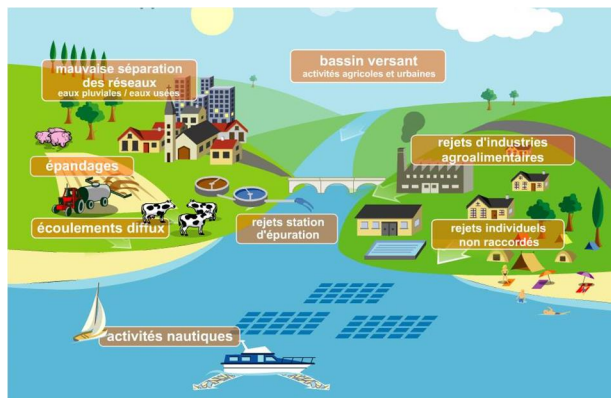 mauvaise séparation
des réseaux
eaux pluviales / eaux usées
bassin versant
activités agricoles et urbaines
rejets d'industries
agroalimentaires
épandages
écoulements diffux
rejets station
d'épuration
rejets individuels
non raccordés
activités nautiques